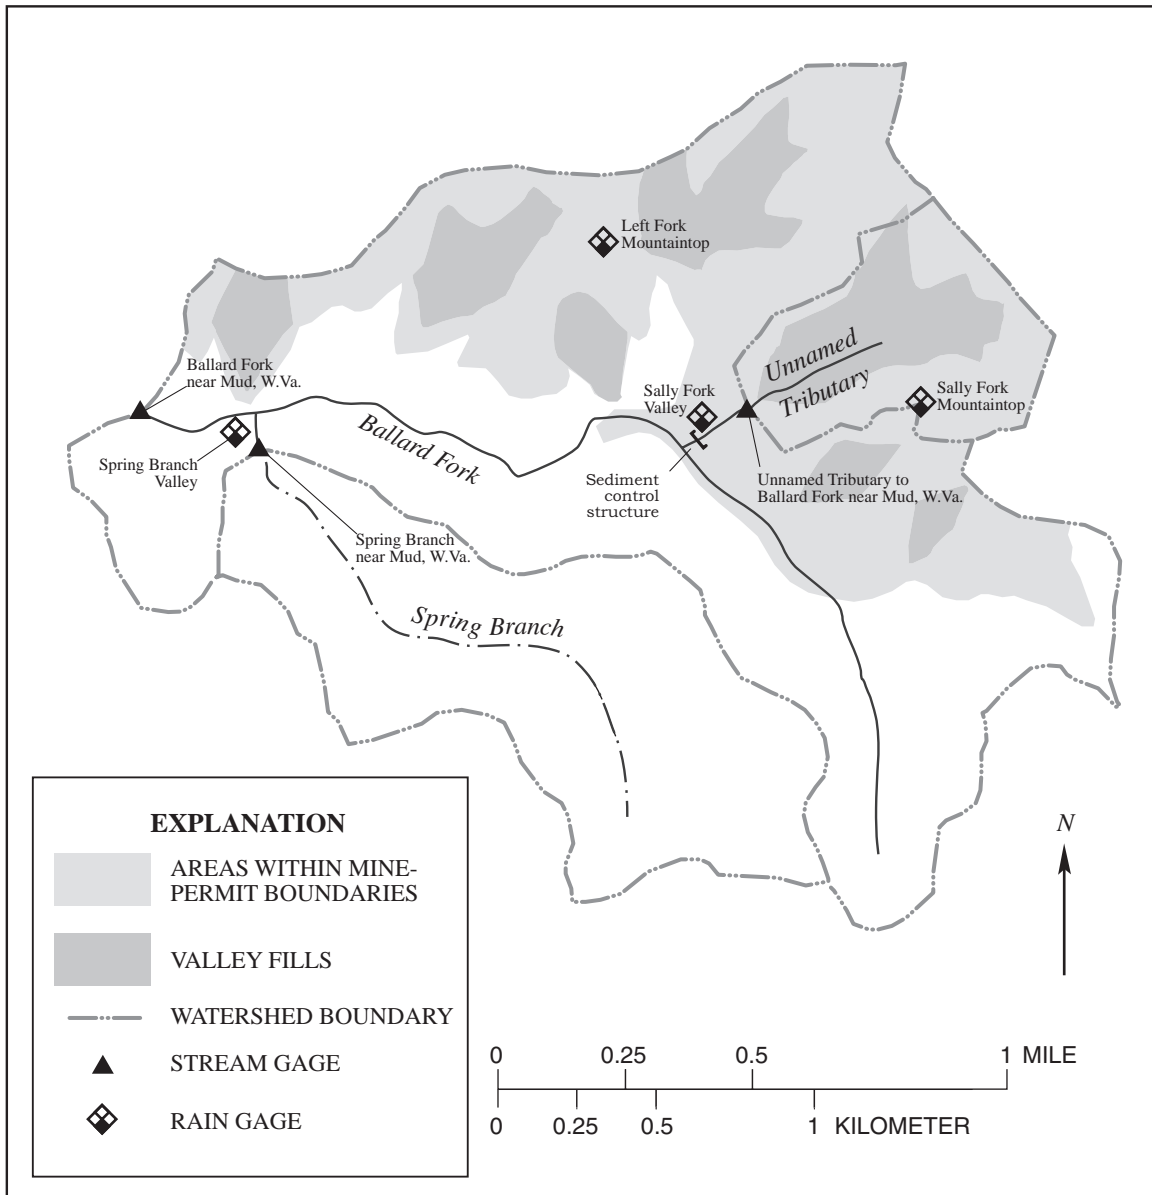 Left Fork
Mountaintop
Unnamed
Tributary
Ballard Fork
near Mud, W.Va.
Sally Fork
Valley
Sally Fork
Mountaintop
Ballard Fork
Spring Branch
Valley
Sediment
control
structure
Unnamed Tributary to
Ballard Fork near Mud, W.Va.
Spring Branch
near Mud, W.Va.
Spring Branch
EXPLANATION
AREAS WITHIN MINE-
PERMIT BOUNDARIES
VALLEY FILLS
WATERSHED BOUNDARY
STREAM GAGE
RAIN GAGE
N
0 0.25 0.5 1 MILE
0 0.25 0.5 1 KILOMETER